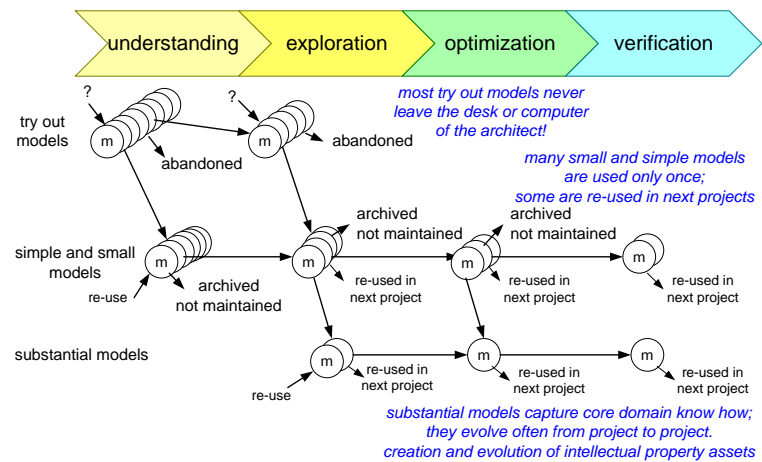 understanding
exploration
optimization
verification
most try out models never
leave the desk or computer
of the architect!
?
?
try out
models
m
m
abandoned
abandoned
many small and simple models
are used only once;
some are re-used in next projects
archived
not maintained
archived
not maintained
simple and small
models
m
m
m
m
re-use
archived
not maintained
re-used in
next project
re-used in
next project
re-used in
next project
substantial models
m
m
m
re-use
re-used in
next project
re-used in
next project
re-used in
next project
substantial models capture core domain know how;
they evolve often from project to project.
creation and evolution of intellectual property assets